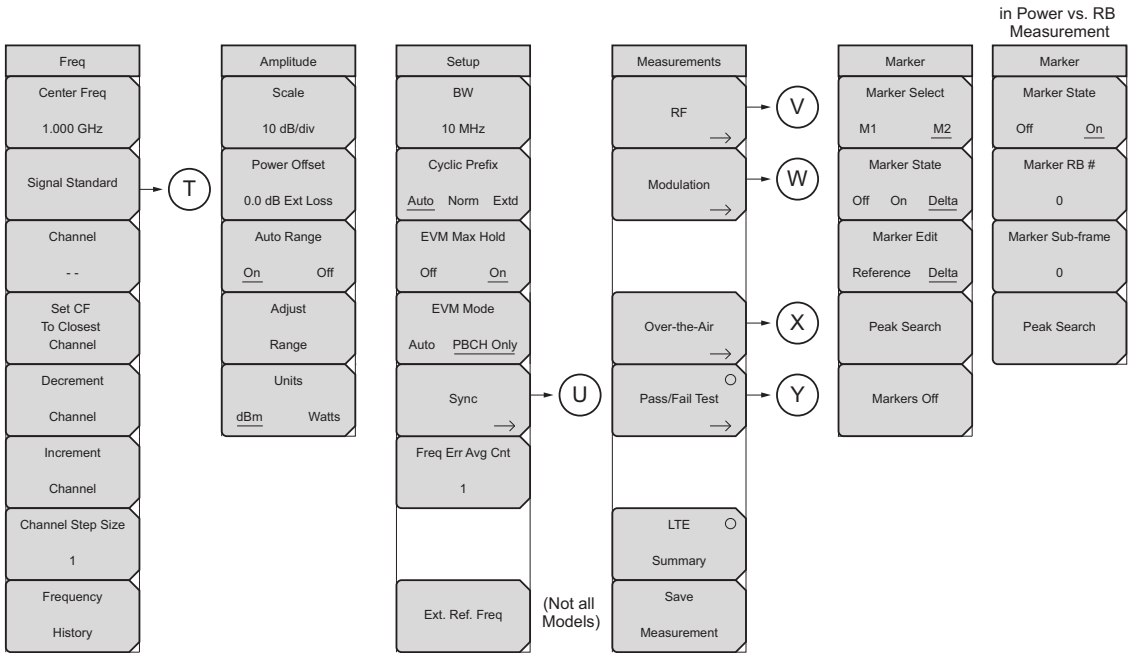 in Power vs. RB
Measurement
Freq
Center Freq
1.000 GHz
Signal Standard
T
Channel
- -
Set CF
To Closest
Channel
Decrement
Channel
Increment
Channel
Channel Step Size
1
Frequency
History
Amplitude
Scale
10 dB/div
Power Offset
0.0 dB Ext Loss
Auto Range
On Off
Adjust
Range
Units
dBm Watts
Setup
BW
10 MHz
Cyclic Prefix
Auto Norm Extd
EVM Max Hold
Off On
EVM Mode
Auto PBCH Only
Sync
U
Freq Err Avg Cnt
1
Ext. Ref. Freq
(Not all
Models)
Measurements
RF
V
Modulation
W
Over-the-Air
X
Pass/Fail Test
Y
LTE
Summary
Save
Measurement
Marker
Marker Select
M1 M2
Marker State
Off On Delta
Marker Edit
Reference Delta
Peak Search
Markers Off
Marker
Marker State
Off On
Marker RB #
0
Marker Sub-frame
0
Peak Search